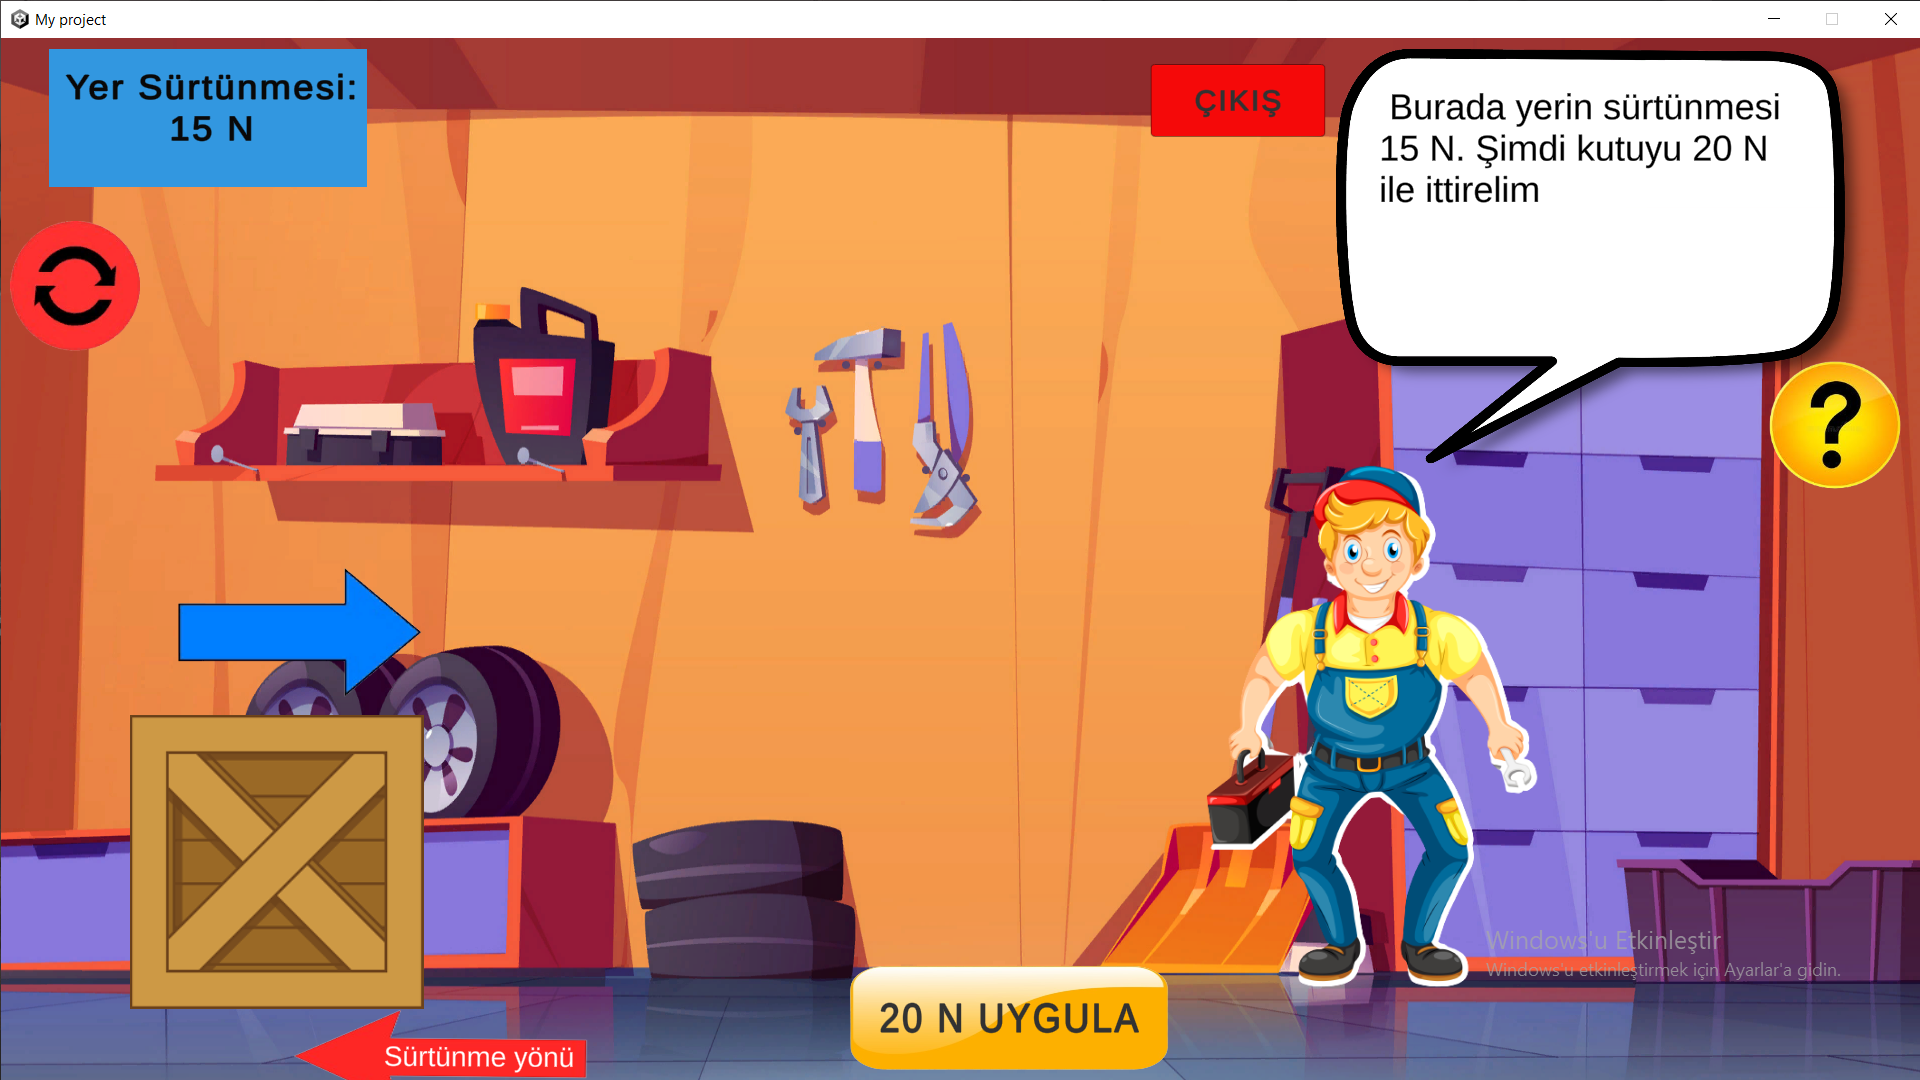 My project
Yer Sürtünmesi:
15 N
ÇIKIŞ
Burada yerin sürtünmesi
15 N. Şimdi kutuyu 20 N
ile ittirelim
?
Windows'u Etkinleştir
Windows'u etkinleştirmek için Ayarlar'a gidin.
20 N UYGULA
Sürtünme yönü